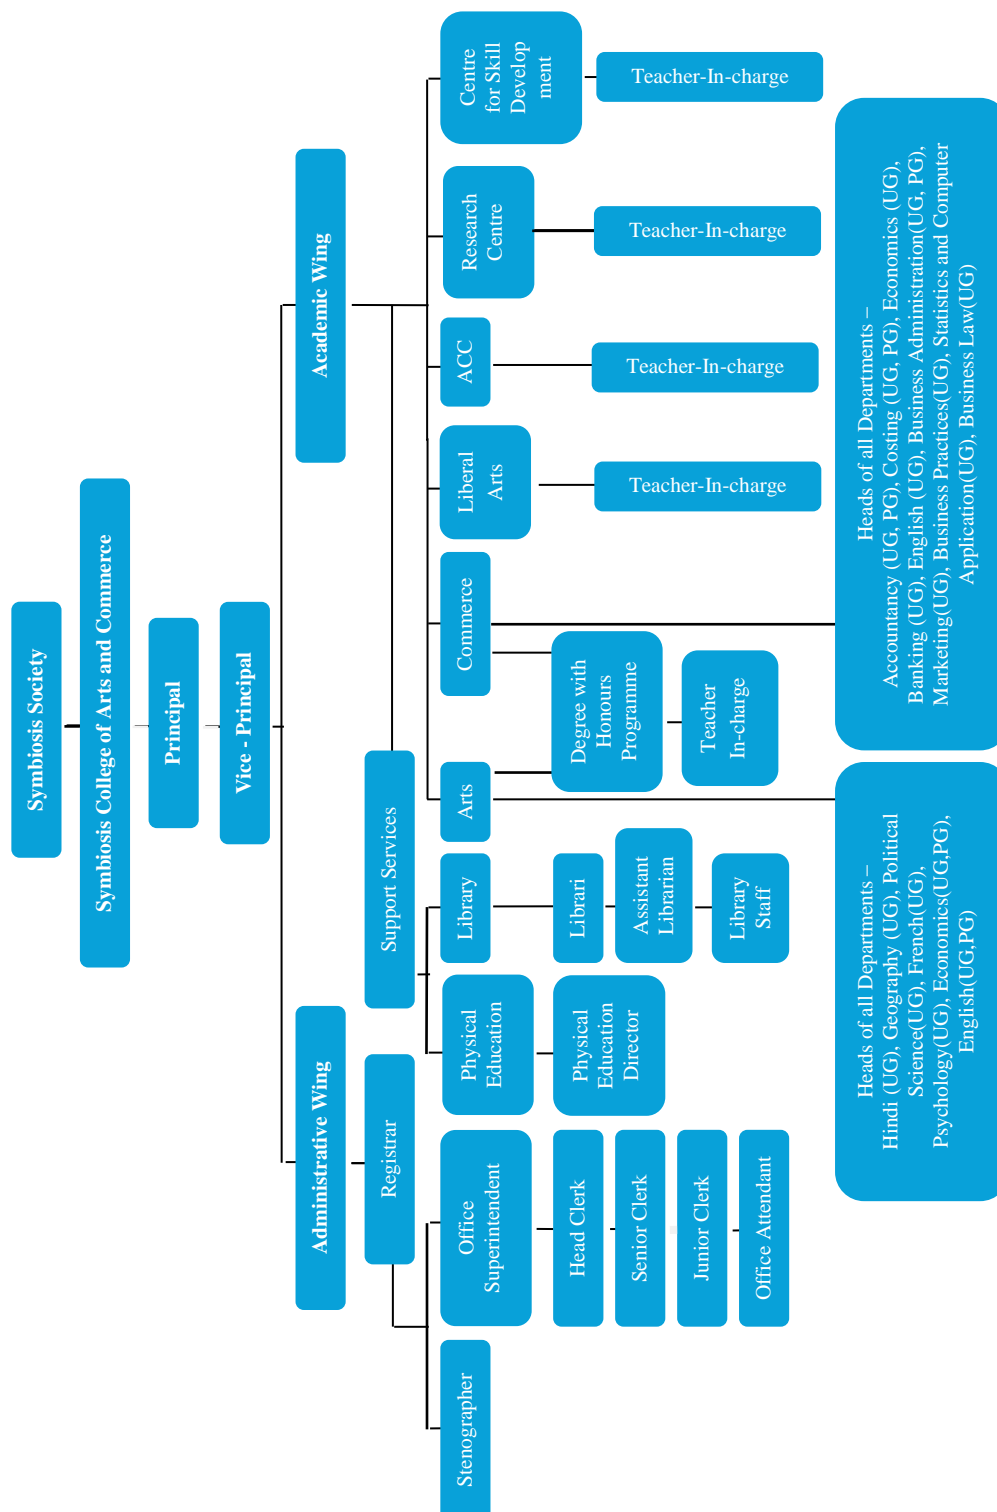 Symbiosis Society
Symbiosis College of Arts and Commerce
Principal
Vice - Principal
Administrative Wing
Academic Wing
Registrar
Support Services
Stenographer
Office
Superintendent
Physical
Education
Library
Arts
Commerce
Liberal
Arts
ACC
Research
Centre
Centre
for Skill
Develop
ment
Head Clerk
Senior Clerk
Junior Clerk
Office Attendant
Physical
Education
Director
Librari
Assistant
Librarian
Library
Staff
Degree with
Honours
Programme
Teacher
In-charge
Teacher-In-charge
Teacher-In-charge
Teacher-In-charge
Teacher-In-charge
Heads of all Departments –
Hindi (UG), Geography (UG), Political
Science(UG), French(UG),
Psychology(UG), Economics(UG,PG),
English(UG,PG)
Heads of all Departments –
Accountancy (UG, PG), Costing (UG, PG), Economics (UG),
Banking (UG), English (UG), Business Administration(UG, PG),
Marketing(UG), Business Practices(UG), Statistics and Computer
Application(UG), Business Law(UG)